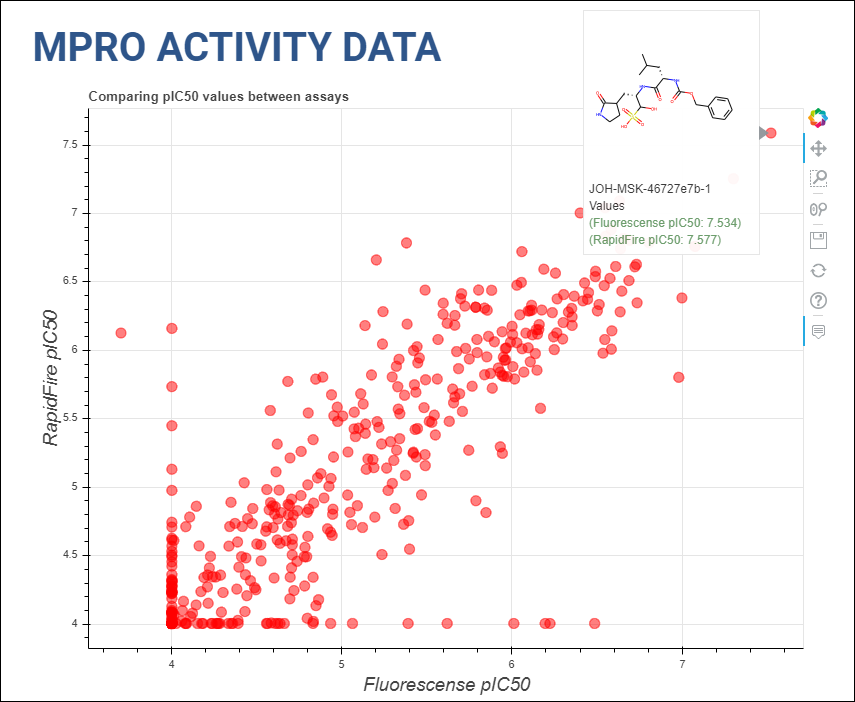 MPRO ACTIVITY DATA
Comparing pIC50 values between assays
JOH-MSK-46727e7b-1
Values
(Fluorescense pIC50: 7.534)
(RapidFire pIC50: 7.577)
RapidFire pIC50
7.5
7
6.5
6
5.5
5
4.5
4
4
5
6
7
Fluorescense pIC50